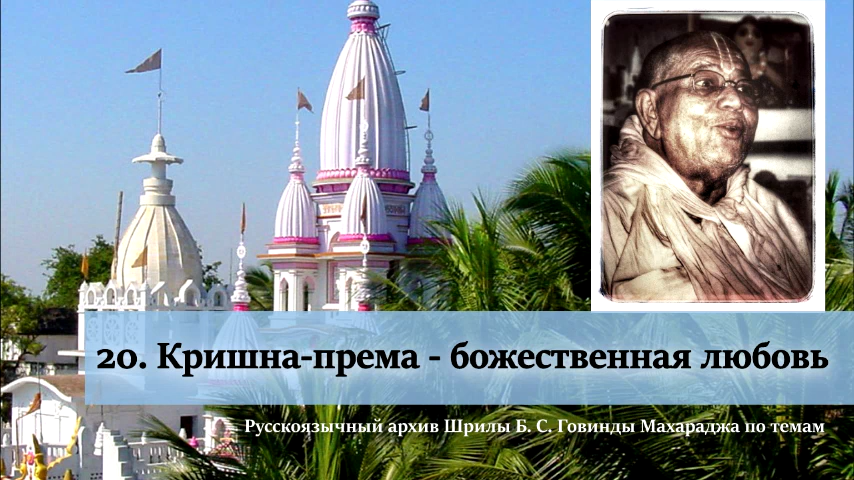 20. Кришна-према - божественная любовь
Русскоязычный архив Шрилы Б. С. Говинды Махараджа по темам